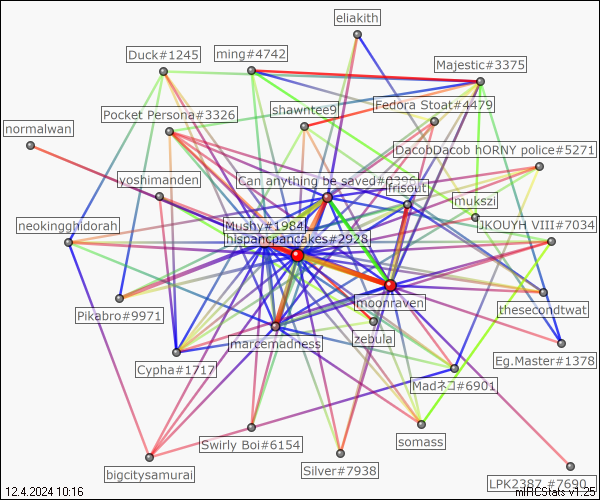 eliakith
Duck#1245
ming#4742
Majestic#3375
Fedora Stoat#4479
shawntee9
Pocket Persona#3326
normalwan
DacobDacob hORNY police#5271
yoshimanden
Can anything be saved#
frisout
mukszi
neokingghidorah
Mushy#1984
JKOUYH VIII#7034
hispancpancakes#2928
moonraven
thesecondtwat
Pikabro#9971
marcemadness
zebula
Eg.Master#1378
Cypha#1717
Madネコ#6901
Swirly Boi#6154
somass
bigcitysamurai
Silver#7938
LPK2387 #7690
12.4.2024 10:16
mIRCStats v1.25